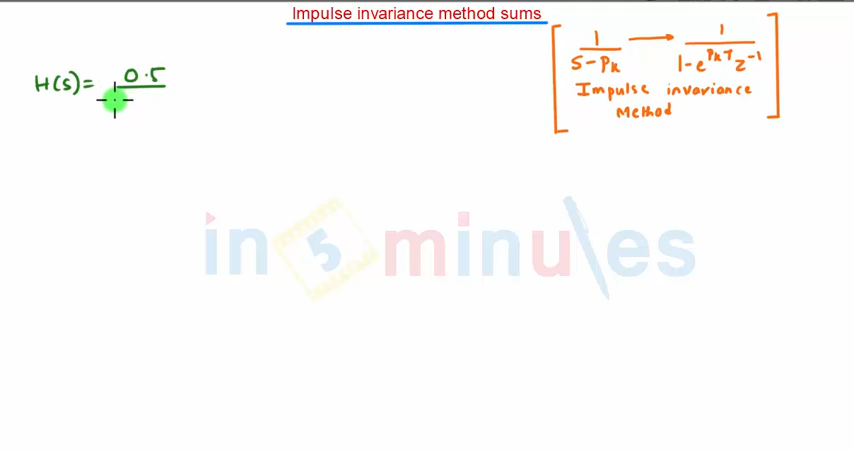 Impulse invariance method sums
H(s)= 0.5
1/(s-Pk) → 1/(1-e^(PkT) z^-1)
Impulse invariance
Method
in 5 minutes